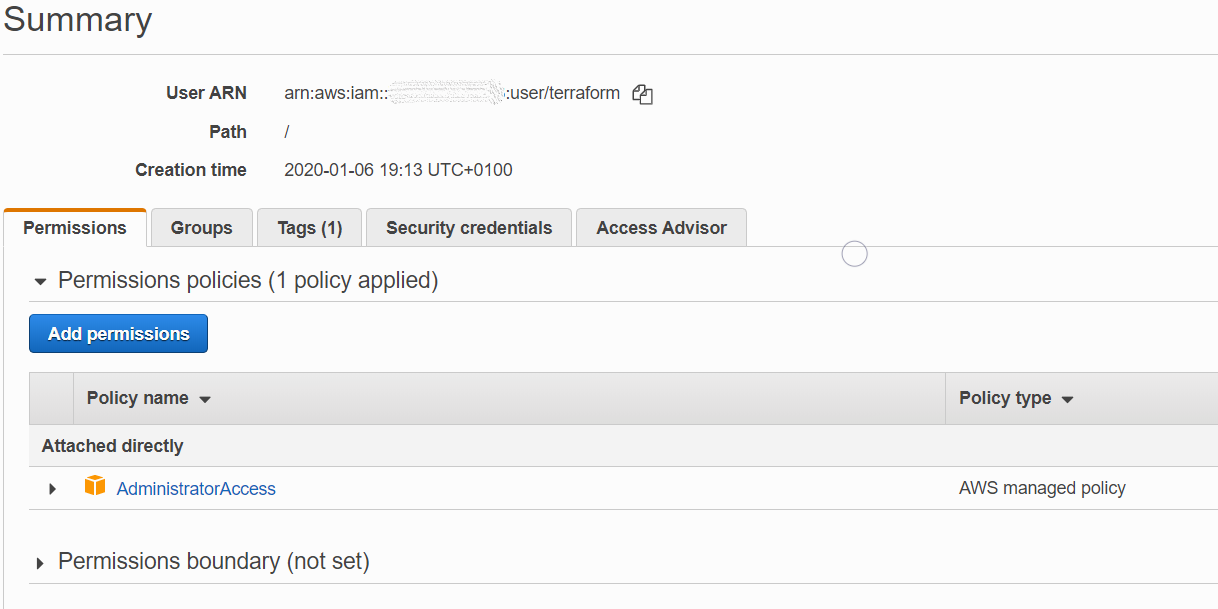 Summary
User ARN arn:aws:iam:: :user/terraform
Path /
Creation time 2020-01-06 19:13 UTC+0100
Permissions Groups Tags (1) Security credentials Access Advisor
Permissions policies (1 policy applied)
Add permissions
Policy name Policy type
Attached directly
AdministratorAccess AWS managed policy
Permissions boundary (not set)